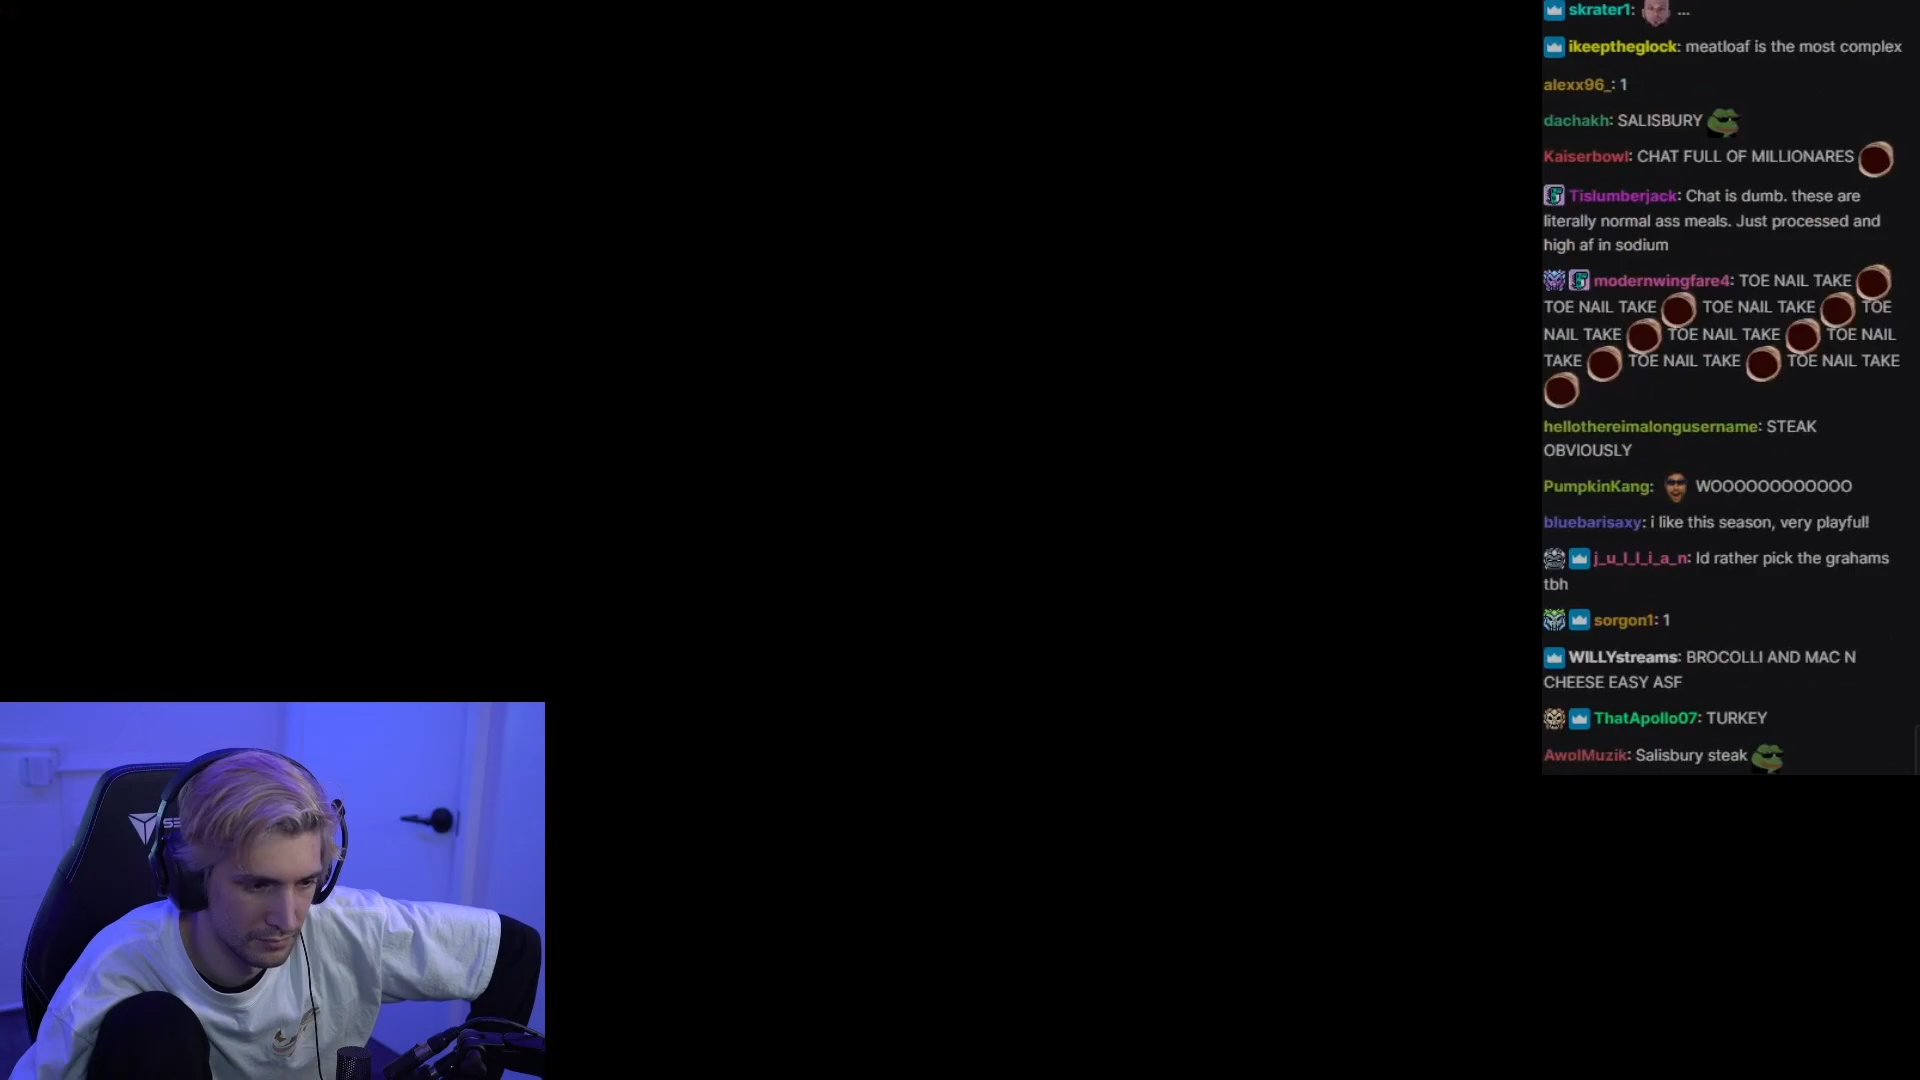 skrater1: ...
ikeeptheglock: meatloaf is the most complex
alexx96_: 1
dachakh: SALISBURY
Kaiserbowl: CHAT FULL OF MILLIONARES
Tislumberjack: Chat is dumb. these are
literally normal ass meals. Just processed and
high af in sodium
modernwingfare4: TOE NAIL TAKE
TOE NAIL TAKE TOE NAIL TAKE TOE
NAIL TAKE TOE NAIL TAKE TOE NAIL
TAKE TOE NAIL TAKE TOE NAIL TAKE
hellothereimalongusername: STEAK
OBVIOUSLY
PumpkinKang: WOOOOOOOOOOOO
bluebarisaxy: i like this season, very playful!
j_u_l_l_i_a_n: Id rather pick the grahams
tbh
sorgon1: 1
WILLYstreams: BROCOLLI AND MAC N
CHEESE EASY ASF
ThatApollo07: TURKEY
AwolMuzik: Salisbury steak